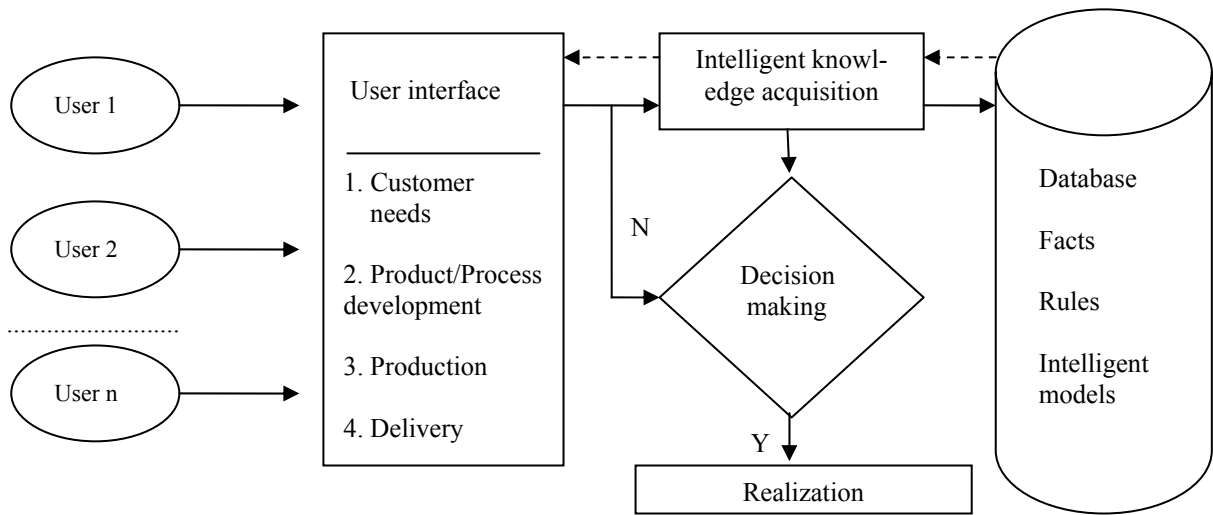 User 1
User 2
User n
User interface
1. Customer
needs
2. Product/Process
development
3. Production
4. Delivery
Intelligent knowl-
edge acquisition
N
Decision
making
Y
Realization
Database
Facts
Rules
Intelligent
models